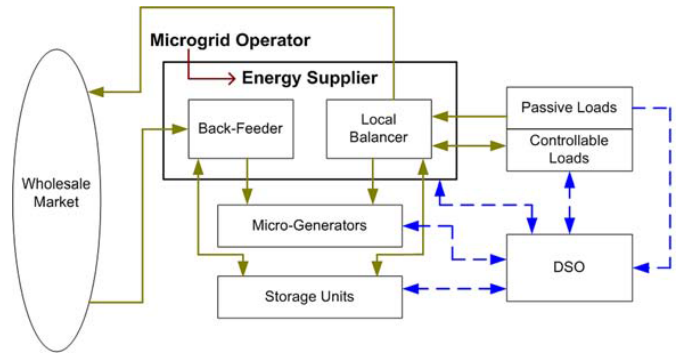 Microgrid Operator
Energy Supplier
Back-Feeder
Local
Balancer
Passive Loads
Controllable
Loads
Wholesale
Market
Micro-Generators
DSO
Storage Units